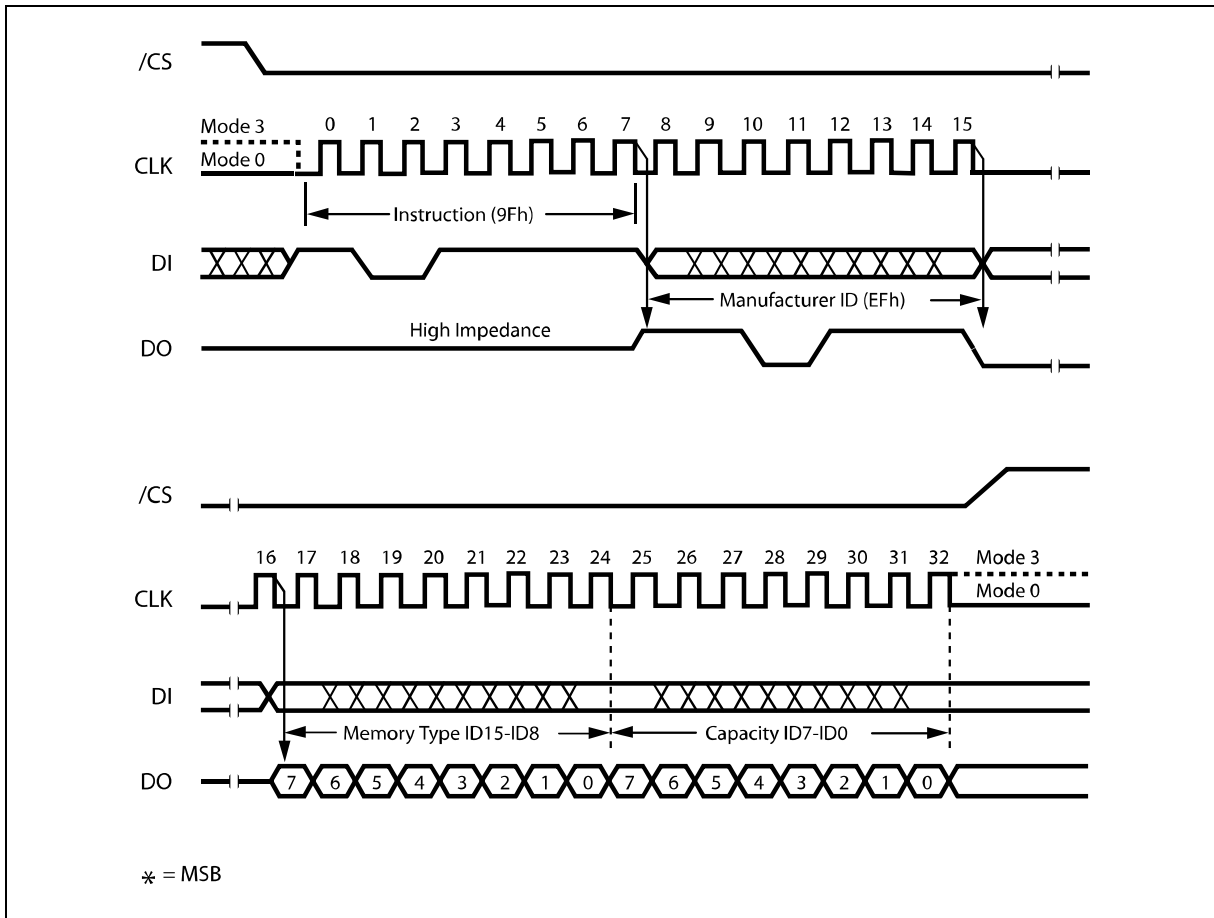 /CS
Mode 3
0 1 2 3 4 5 6 7 8 9 10 11 12 13 14 15
Mode 0
CLK
Instruction (9Fh)
DI
Manufacturer ID (EFh)
High Impedance
DO
/CS
16 17 18 19 20 21 22 23 24 25 26 27 28 29 30 31 32
Mode 3
Mode 0
CLK
DI
Memory Type ID15-ID8 Capacity ID7-ID0
DO 7 6 5 4 3 2 1 0 7 6 5 4 3 2 1 0
* = MSB